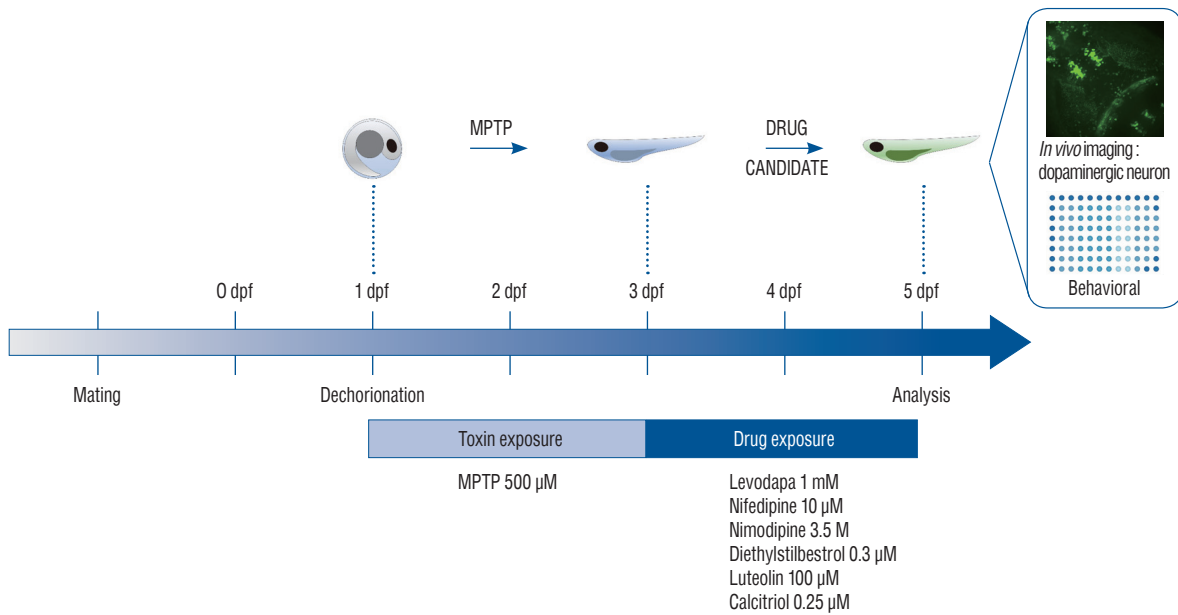 MPTP
DRUG
CANDIDATE
In vivo imaging :
dopaminergic neuron
Behavioral
0 dpf
1 dpf
2 dpf
3 dpf
4 dpf
5 dpf
Mating
Dechorionation
Analysis
Toxin exposure
Drug exposure
MPTP 500 µM
Levodapa 1 mM
Nifedipine 10 µM
Nimodipine 3.5 M
Diethylstilbestrol 0.3 µM
Luteolin 100 µM
Calcitriol 0.25 µM